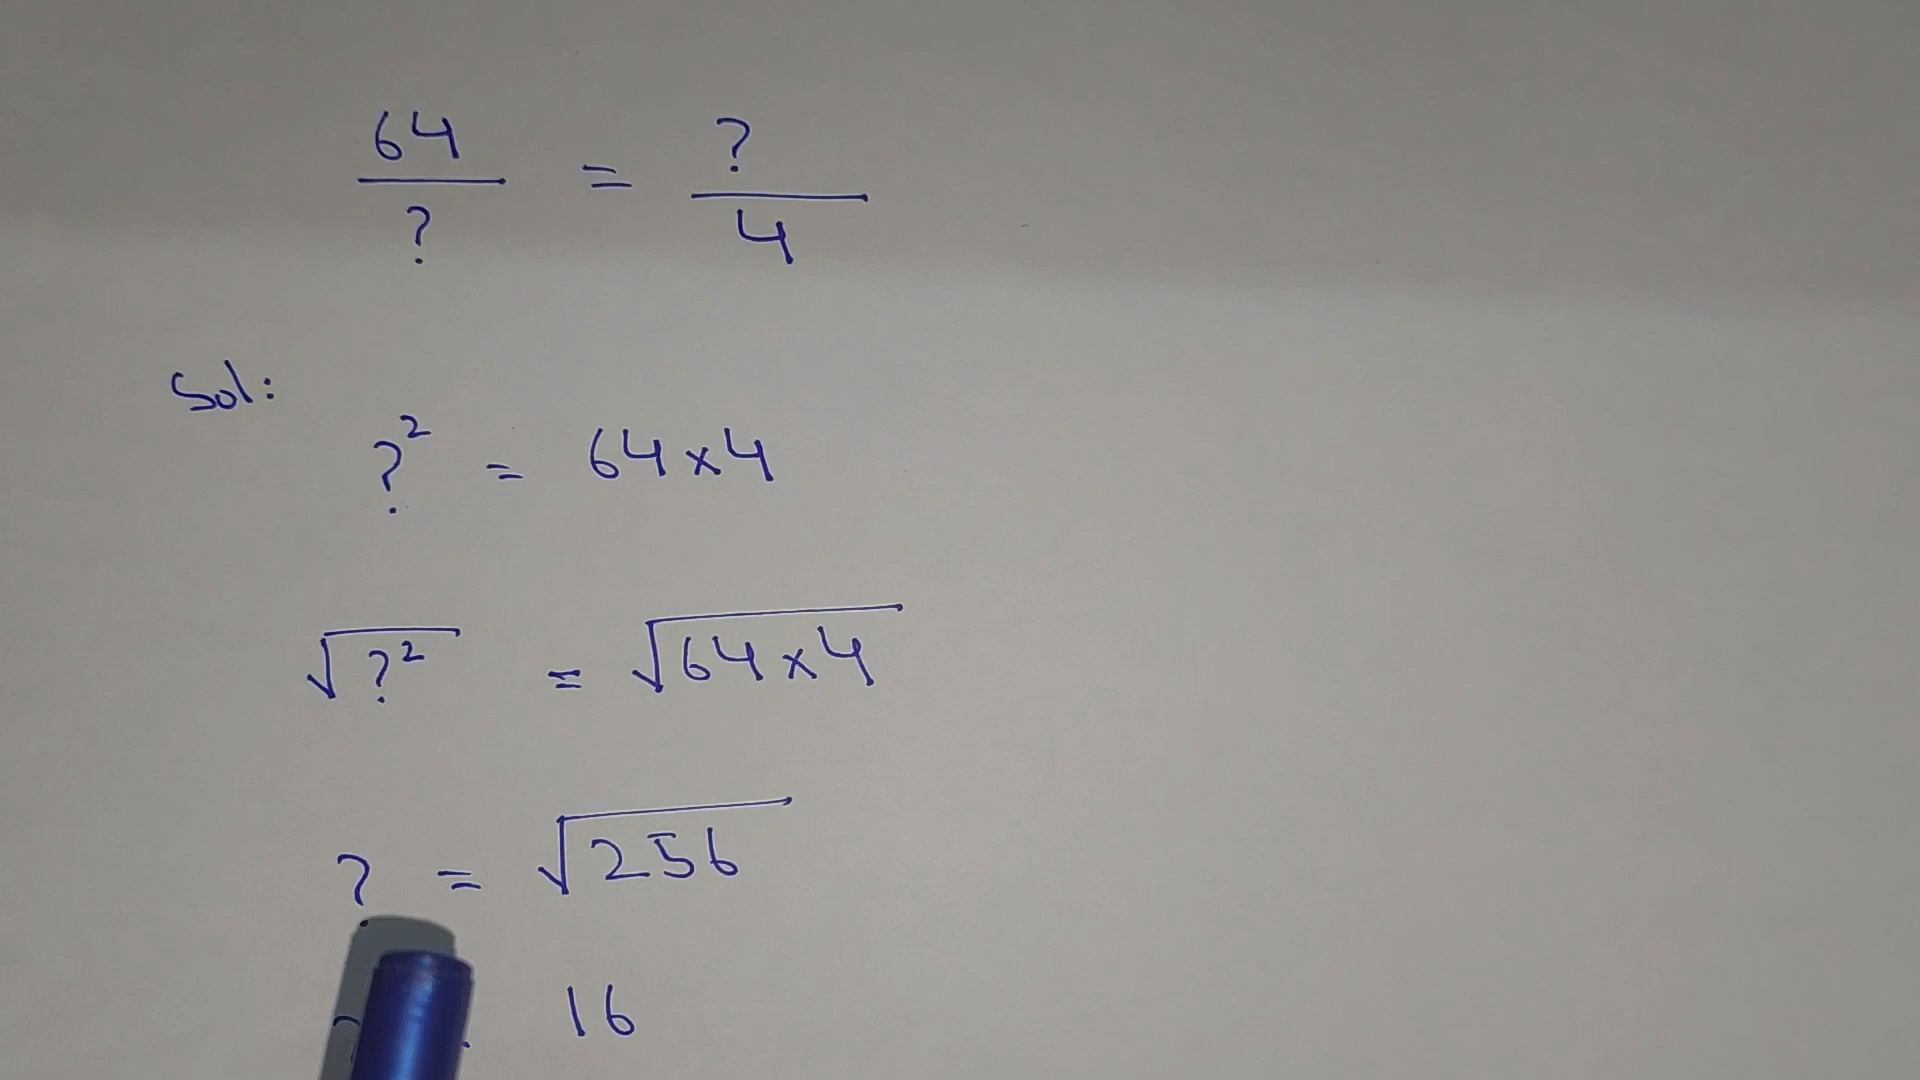 64/? = ?/4
Sol:
?² = 64×4
√?² = √64×4
? = √256
16